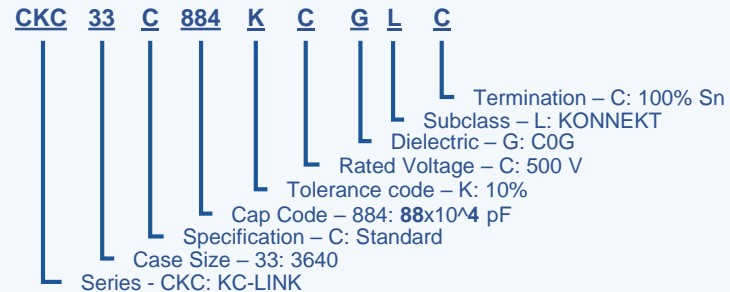 CKC 33 C 884 K C G L C
Termination – C: 100% Sn
Subclass – L: KONNEKT
Dielectric – G: C0G
Rated Voltage – C: 500 V
Tolerance code – K: 10%
Cap Code – 884: 88x10^4 pF
Specification – C: Standard
Case Size – 33: 3640
Series - CKC: KC-LINK